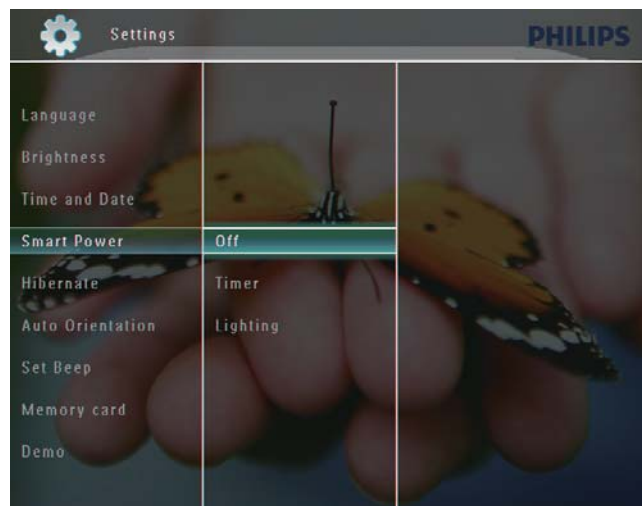 Settings
PHILIPS
Language
Brightness
Time and Date
Smart Power
Off
Hibernate
Timer
Auto Orientation
Lighting
Set Beep
Memory card
Demo